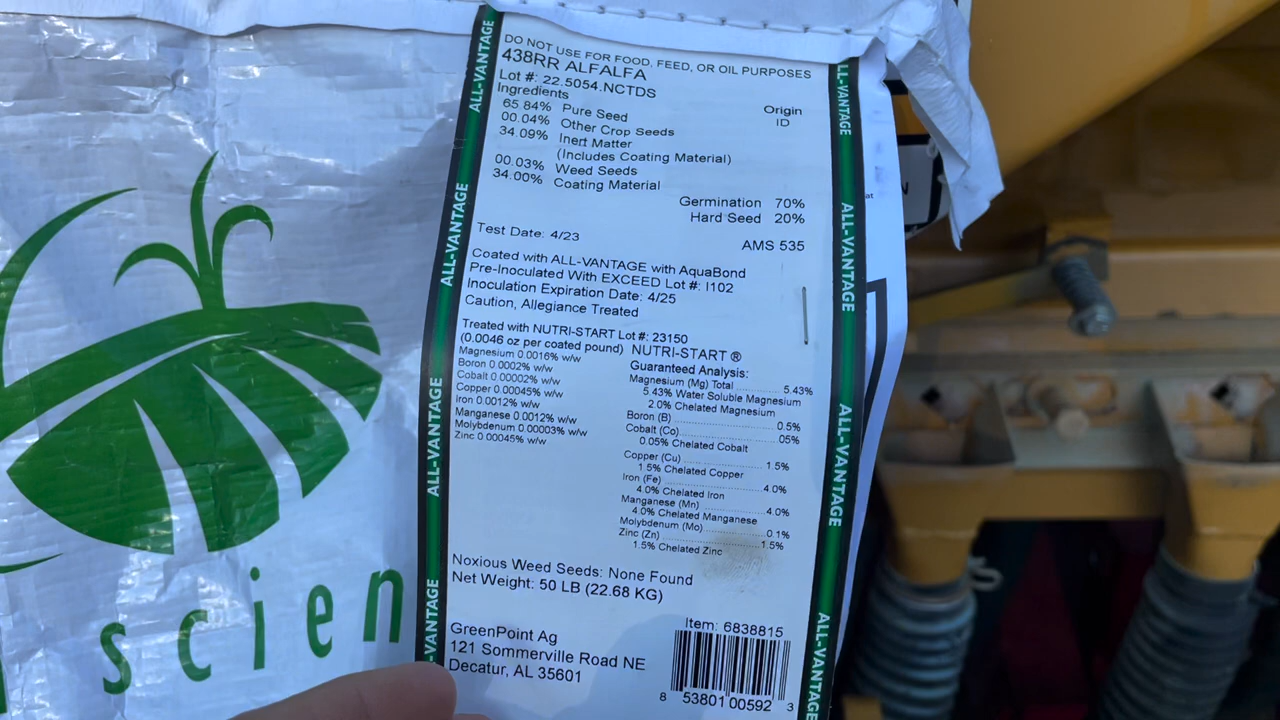 DO NOT USE FOR FOOD, FEED, OR OIL PURPOSES
438RR ALFALFA
Lot #: 22.5054.NCTDS
Ingredients Origin
65.84% Pure Seed ID
00.04% Other Crop Seeds
34.09% Inert Matter
(Includes Coating Material)
00.03% Weed Seeds
34.00% Coating Material
Germination 70%
Hard Seed 20%
Test Date: 4/23 AMS 535
Coated with ALL-VANTAGE with AquaBond
Pre-Inoculated With EXCEED Lot #: I102
Inoculation Expiration Date: 4/25
Caution, Allegiance Treated
Treated with NUTRI-START Lot #: 23150
(0.0046 oz per coated pound)
Magnesium 0.0016% w/w
Boron 0.0002% w/w
Cobalt 0.00002% w/w
Copper 0.00045% w/w
Iron 0.0012% w/w
Manganese 0.0012% w/w
Molybdenum 0.00003% w/w
Zinc 0.00045% w/w
NUTRI-START ®
Guaranteed Analysis:
Magnesium (Mg) Total ........... 5.43%
5.43% Water Soluble Magnesium
2.0% Chelated Magnesium
Boron (B) ........... 0.5%
Cobalt (Co) ........... 05%
0.05% Chelated Cobalt
Copper (Cu) ........... 1.5%
1.5% Chelated Copper
Iron (Fe) ........... 4.0%
4.0% Chelated Iron
Manganese (Mn) ........... 4.0%
4.0% Chelated Manganese
Molybdenum (Mo) ........... 0.1%
Zinc (Zn) ........... 1.5%
1.5% Chelated Zinc
Noxious Weed Seeds: None Found
Net Weight: 50 LB (22.68 KG)
GreenPoint Ag
121 Sommerville Road NE
Decatur, AL 35601
Item: 6838815
8 53801 00592 3
ALL-VANTAGE
ALL-VANTAGE
ALL-VANTAGE
-VANTAGE
ALL-VANTAGE
ALL-VANTAGE
ALL-VANTAGE
ALL-VANTAGE
scien
at